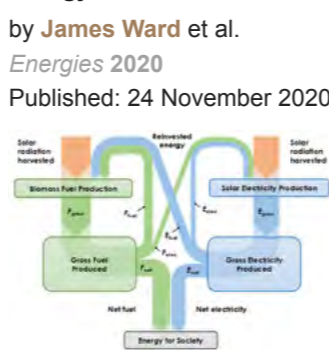 by James Ward et al.
Energies 2020
Published: 24 November 2020
Solar
radiation
harvested
Reinvested
energy
Solar
radiation
harvested
Biomass Fuel Production
Solar Electricity Production
Gross Fuel
Produced
Gross Electricity
Produced
Net fuel
Net electricity
Energy for Society